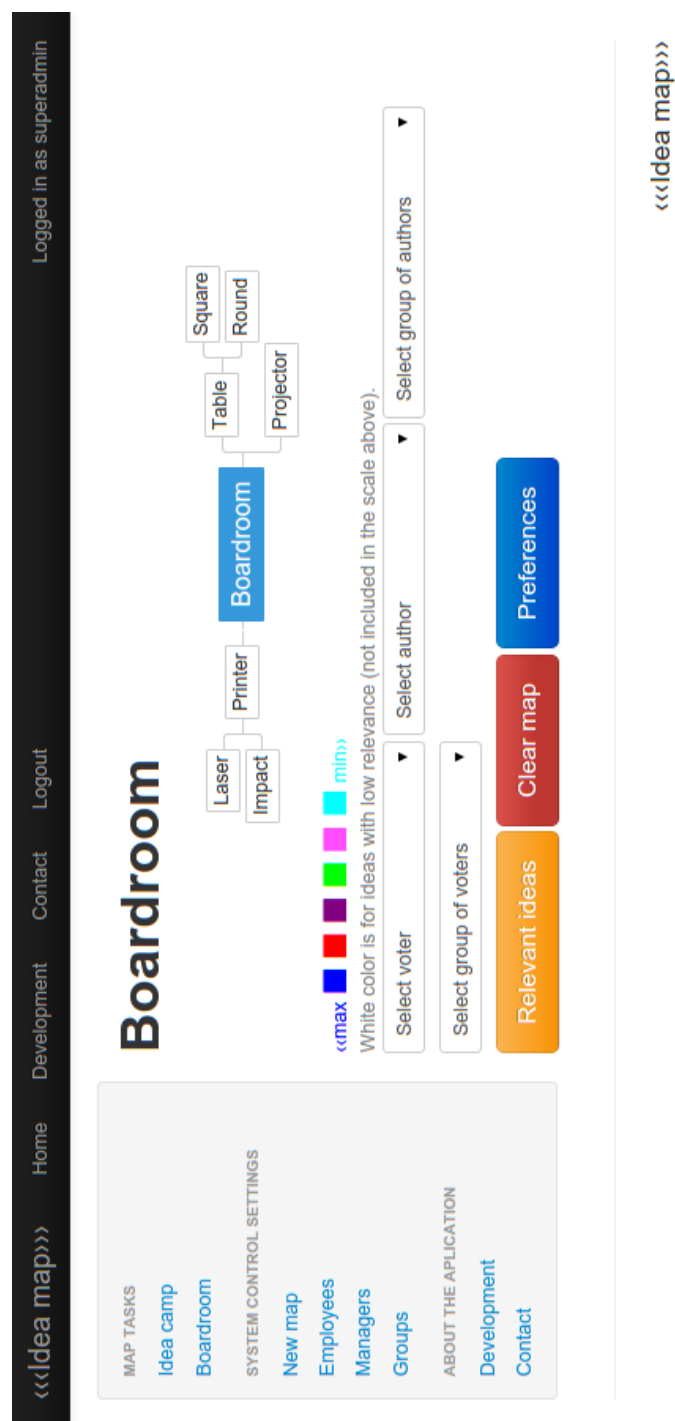 ‹‹‹Idea map››› Home Development Contact Logout Logged in as superadmin
MAP TASKS
Idea camp
Boardroom
SYSTEM CONTROL SETTINGS
New map
Employees
Managers
Groups
ABOUT THE APLICATION
Development
Contact
Boardroom
Laser
Impact
Printer
Boardroom
Table
Projector
Square
Round
‹‹max min››
White color is for ideas with low relevance (not included in the scale above).
Select voter ▼ Select author ▼ Select group of authors ▼
Select group of voters ▼
Relevant ideas Clear map Preferences
‹‹‹Idea map›››